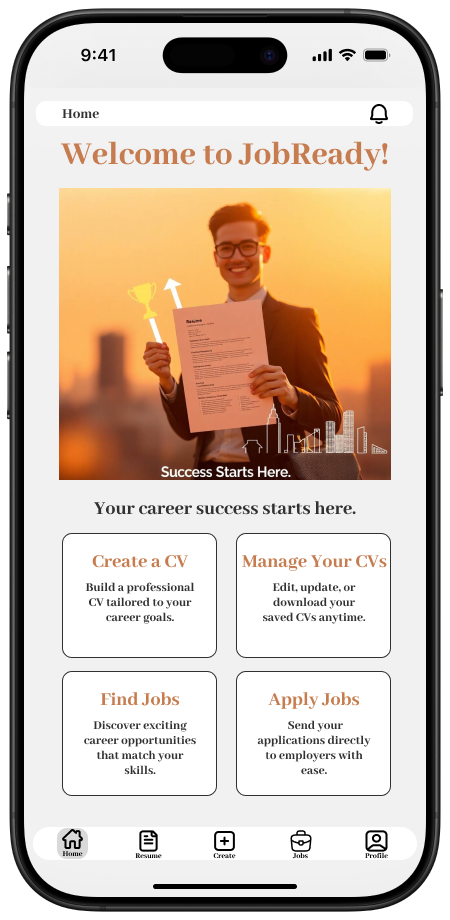 9:41
Home
Welcome to JobReady!
Resume
Success Starts Here.
Your career success starts here.
Create a CV
Build a professional
CV tailored to your
career goals.
Manage Your CVs
Edit, update, or
download your
saved CVs anytime.
Find Jobs
Discover exciting
career opportunities
that match your
skills.
Apply Jobs
Send your
applications directly
to employers with
ease.
Home
Resume
Create
Jobs
Profile